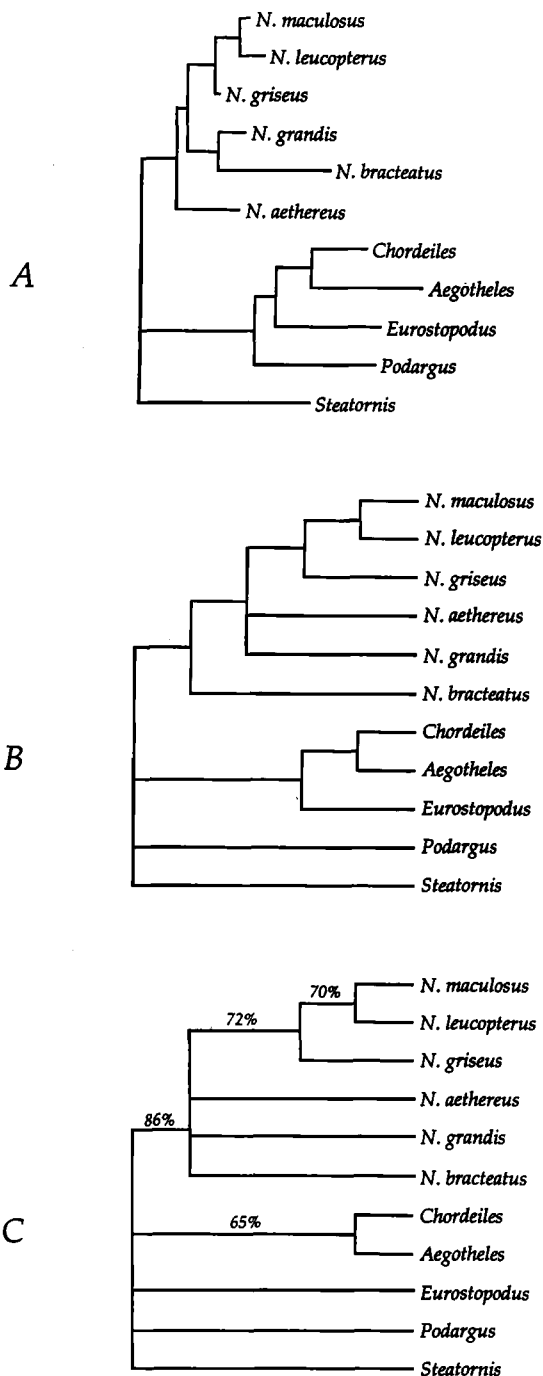 N. maculosus
N. leucopterus
N. griseus
N. grandis
N. bracteatus
N. aethereus
Chordeiles
A
Aegotheles
Eurostopodus
Podargus
Steatornis
N. maculosus
N. leucopterus
N. griseus
N. aethereus
N. grandis
N. bracteatus
Chordeiles
B
Aegotheles
Eurostopodus
Podargus
Steatornis
70%
N. maculosus
72%
N. leucopterus
N. griseus
N. aethereus
86%
N. grandis
N. bracteatus
65%
Chordeiles
C
Aegotheles
Eurostopodus
Podargus
Steatornis